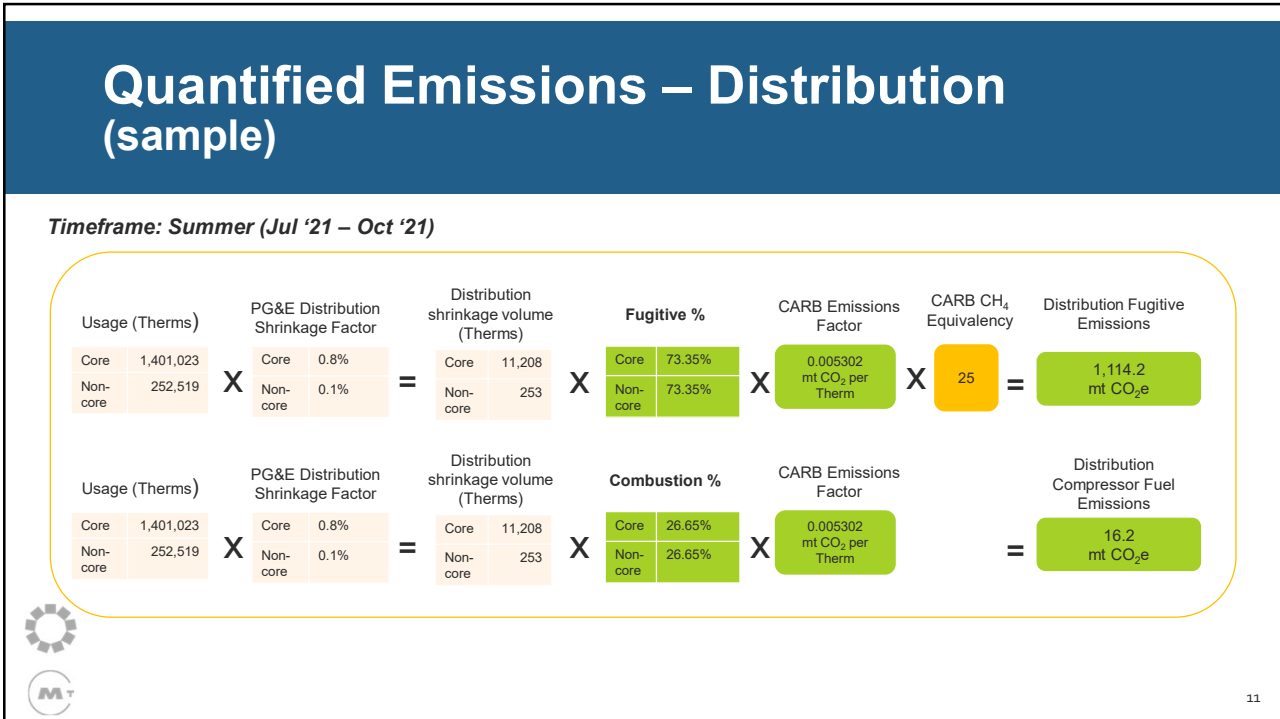 Quantified Emissions – Distribution
(sample)
Timeframe: Summer (Jul ‘21 – Oct ‘21)
Usage (Therms)
Core 1,401,023
Non-
core 252,519
X
PG&E Distribution
Shrinkage Factor
Core 0.8%
Non-
core 0.1%
=
Distribution
shrinkage volume
(Therms)
Core 11,208
Non-
core 253
X
Fugitive %
Core 73.35%
Non-
core 73.35%
X
CARB Emissions
Factor
0.005302
mt CO₂ per
Therm
X
CARB CH₄
Equivalency
25
=
Distribution Fugitive
Emissions
1,114.2
mt CO₂e
Usage (Therms)
Core 1,401,023
Non-
core 252,519
X
PG&E Distribution
Shrinkage Factor
Core 0.8%
Non-
core 0.1%
=
Distribution
shrinkage volume
(Therms)
Core 11,208
Non-
core 253
X
Combustion %
Core 26.65%
Non-
core 26.65%
X
CARB Emissions
Factor
0.005302
mt CO₂ per
Therm
=
Distribution
Compressor Fuel
Emissions
16.2
mt CO₂e
M T
11